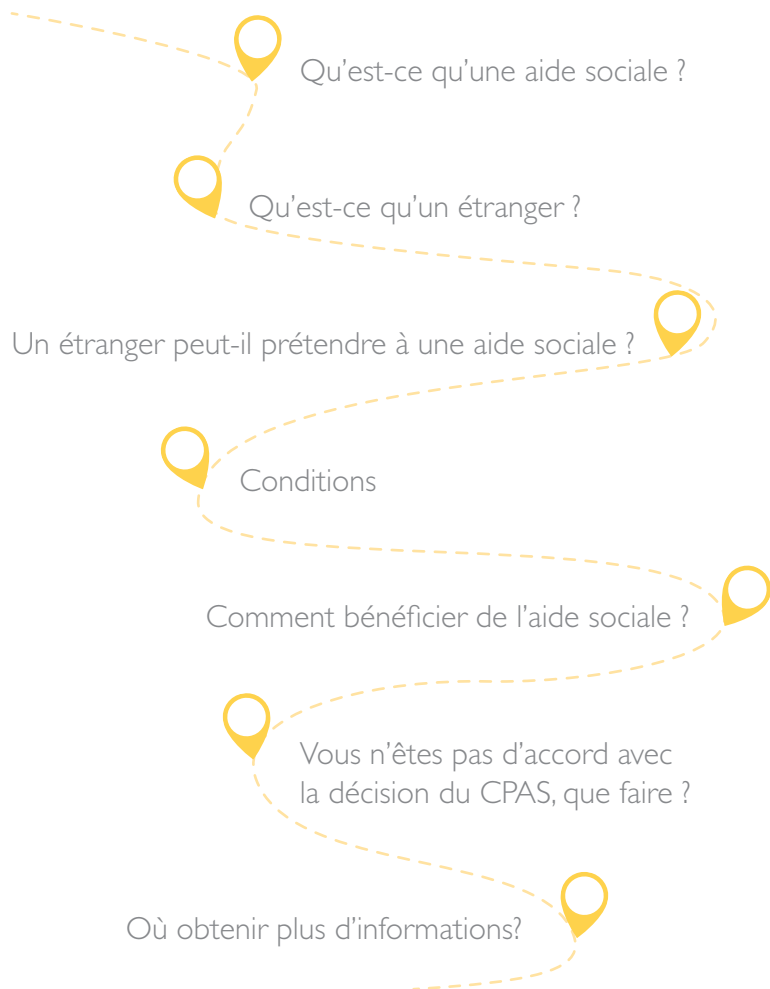 Qu’est-ce qu’une aide sociale ?
Qu’est-ce qu’un étranger ?
Un étranger peut-il prétendre à une aide sociale ?
Conditions
Comment bénéficier de l’aide sociale ?
Vous n’êtes pas d’accord avec
la décision du CPAS, que faire ?
Où obtenir plus d’informations?